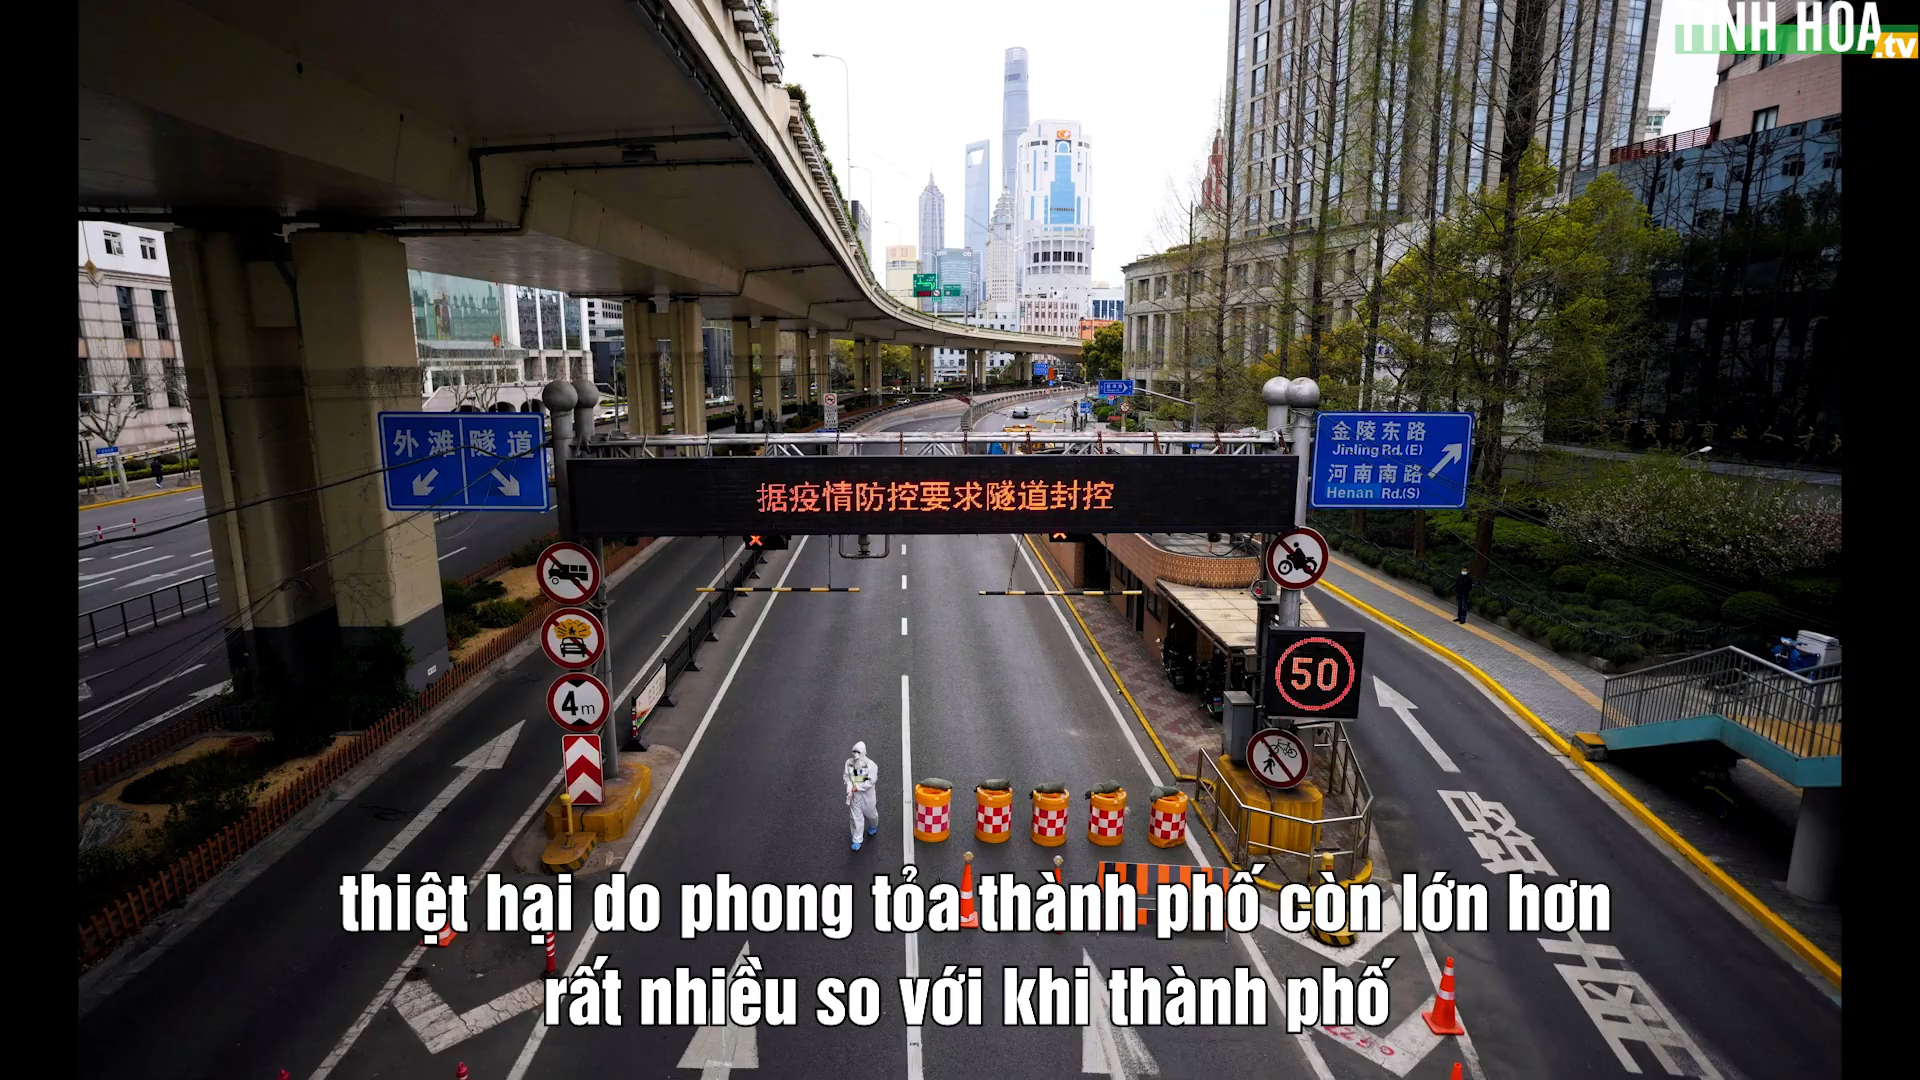 TINH HOA
.tv
外滩 隧道
据疫情防控要求隧道封控
金陵东路
Jinling Rd.(E)
河南南路
Henan Rd.(S)
4m
50
thiệt hại do phong tỏa thành phố còn lớn hơn
rất nhiều so với khi thành phố